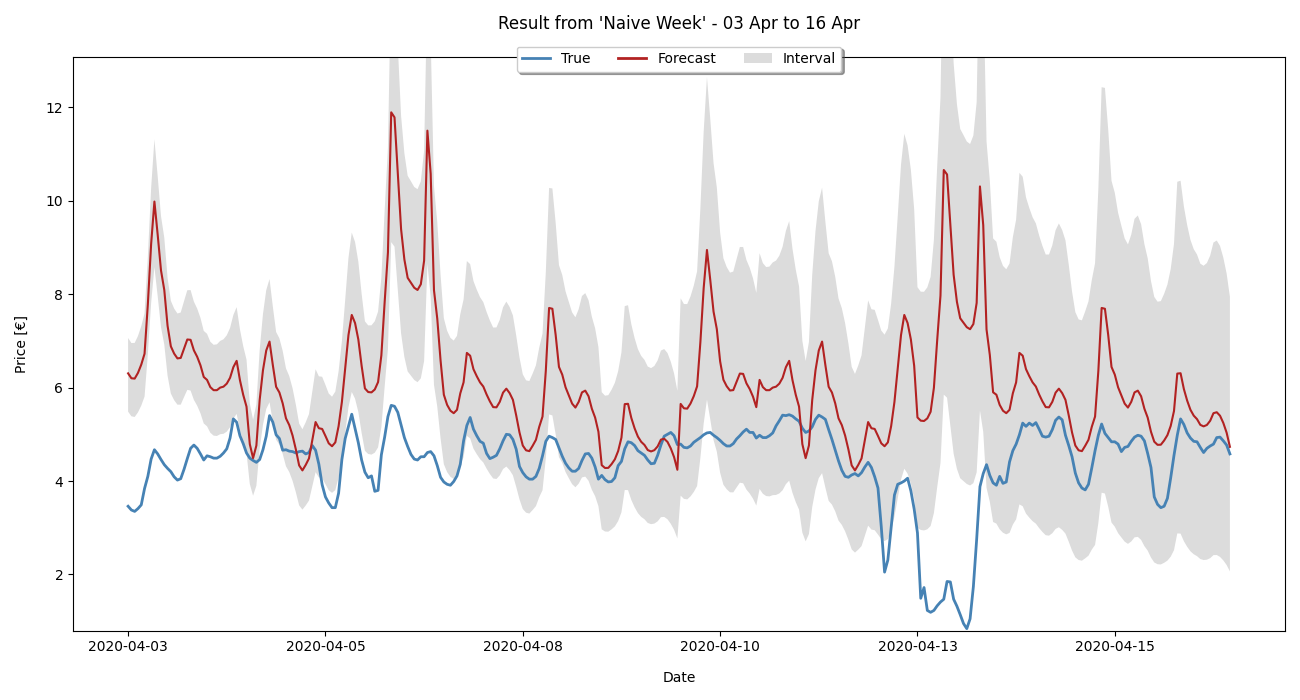 Result from 'Naive Week' - 03 Apr to 16 Apr
True Forecast Interval
Price [€]
12
10
8
6
4
2
2020-04-03 2020-04-05 2020-04-08 2020-04-10 2020-04-13 2020-04-15
Date